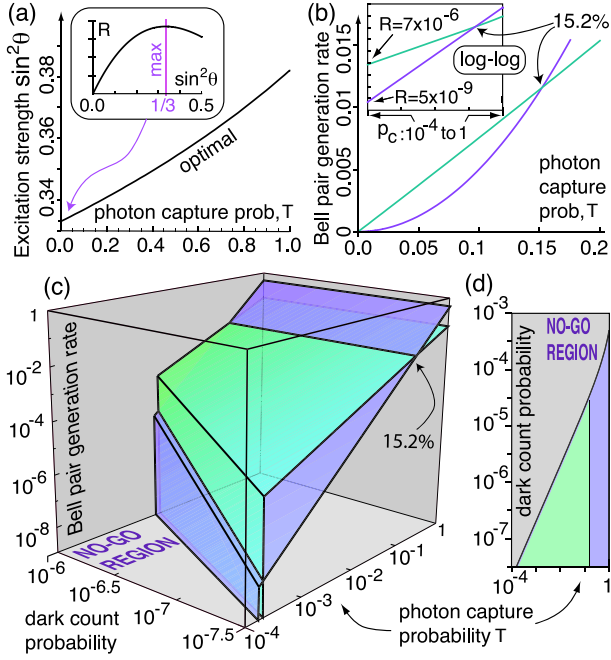 (a)
Excitation strength sin²θ
0.38
0.36
0.34
R
max
sin²θ
0.0
1/3
0.5
optimal
photon capture prob, T
0.0
0.2
0.4
0.6
0.8
1.0
(b)
Bell pair generation rate
0.015
0.01
0.005
0
R=7x10⁻⁶
15.2%
log-log
R=5x10⁻⁹
p_c:10⁻⁴ to 1
photon
capture
prob, T
0.0
0.05
0.1
0.15
0.2
(c)
Bell pair generation rate
1
10⁻²
10⁻⁴
10⁻⁶
10⁻⁸
15.2%
NO-GO
REGION
10⁻⁶
10⁻⁶·⁵
10⁻⁷
10⁻⁷·⁵
dark count
probability
10⁻⁴
10⁻³
10⁻²
10⁻¹
1
photon capture
probability T
(d)
dark count probability
10⁻³
10⁻⁴
10⁻⁵
10⁻⁶
10⁻⁷
NO-GO
REGION
10⁻⁴
1